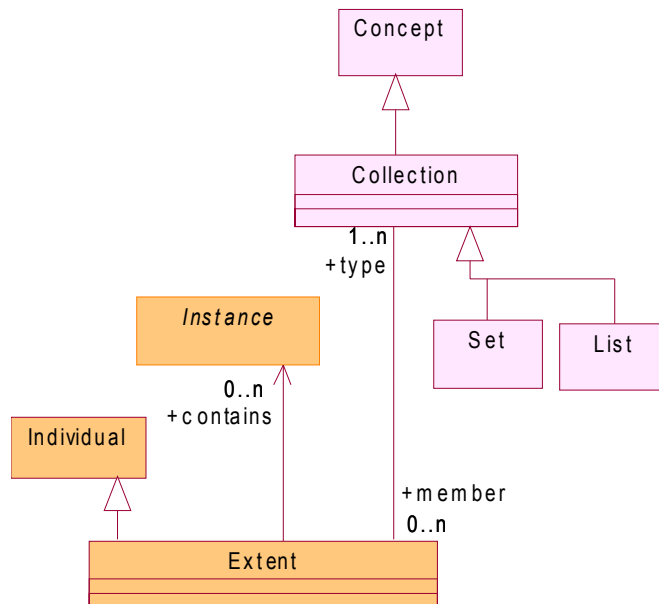 Concept
Collection
1..n
+type
Instance
Set
List
0..n
+contains
Individual
+member
0..n
Extent